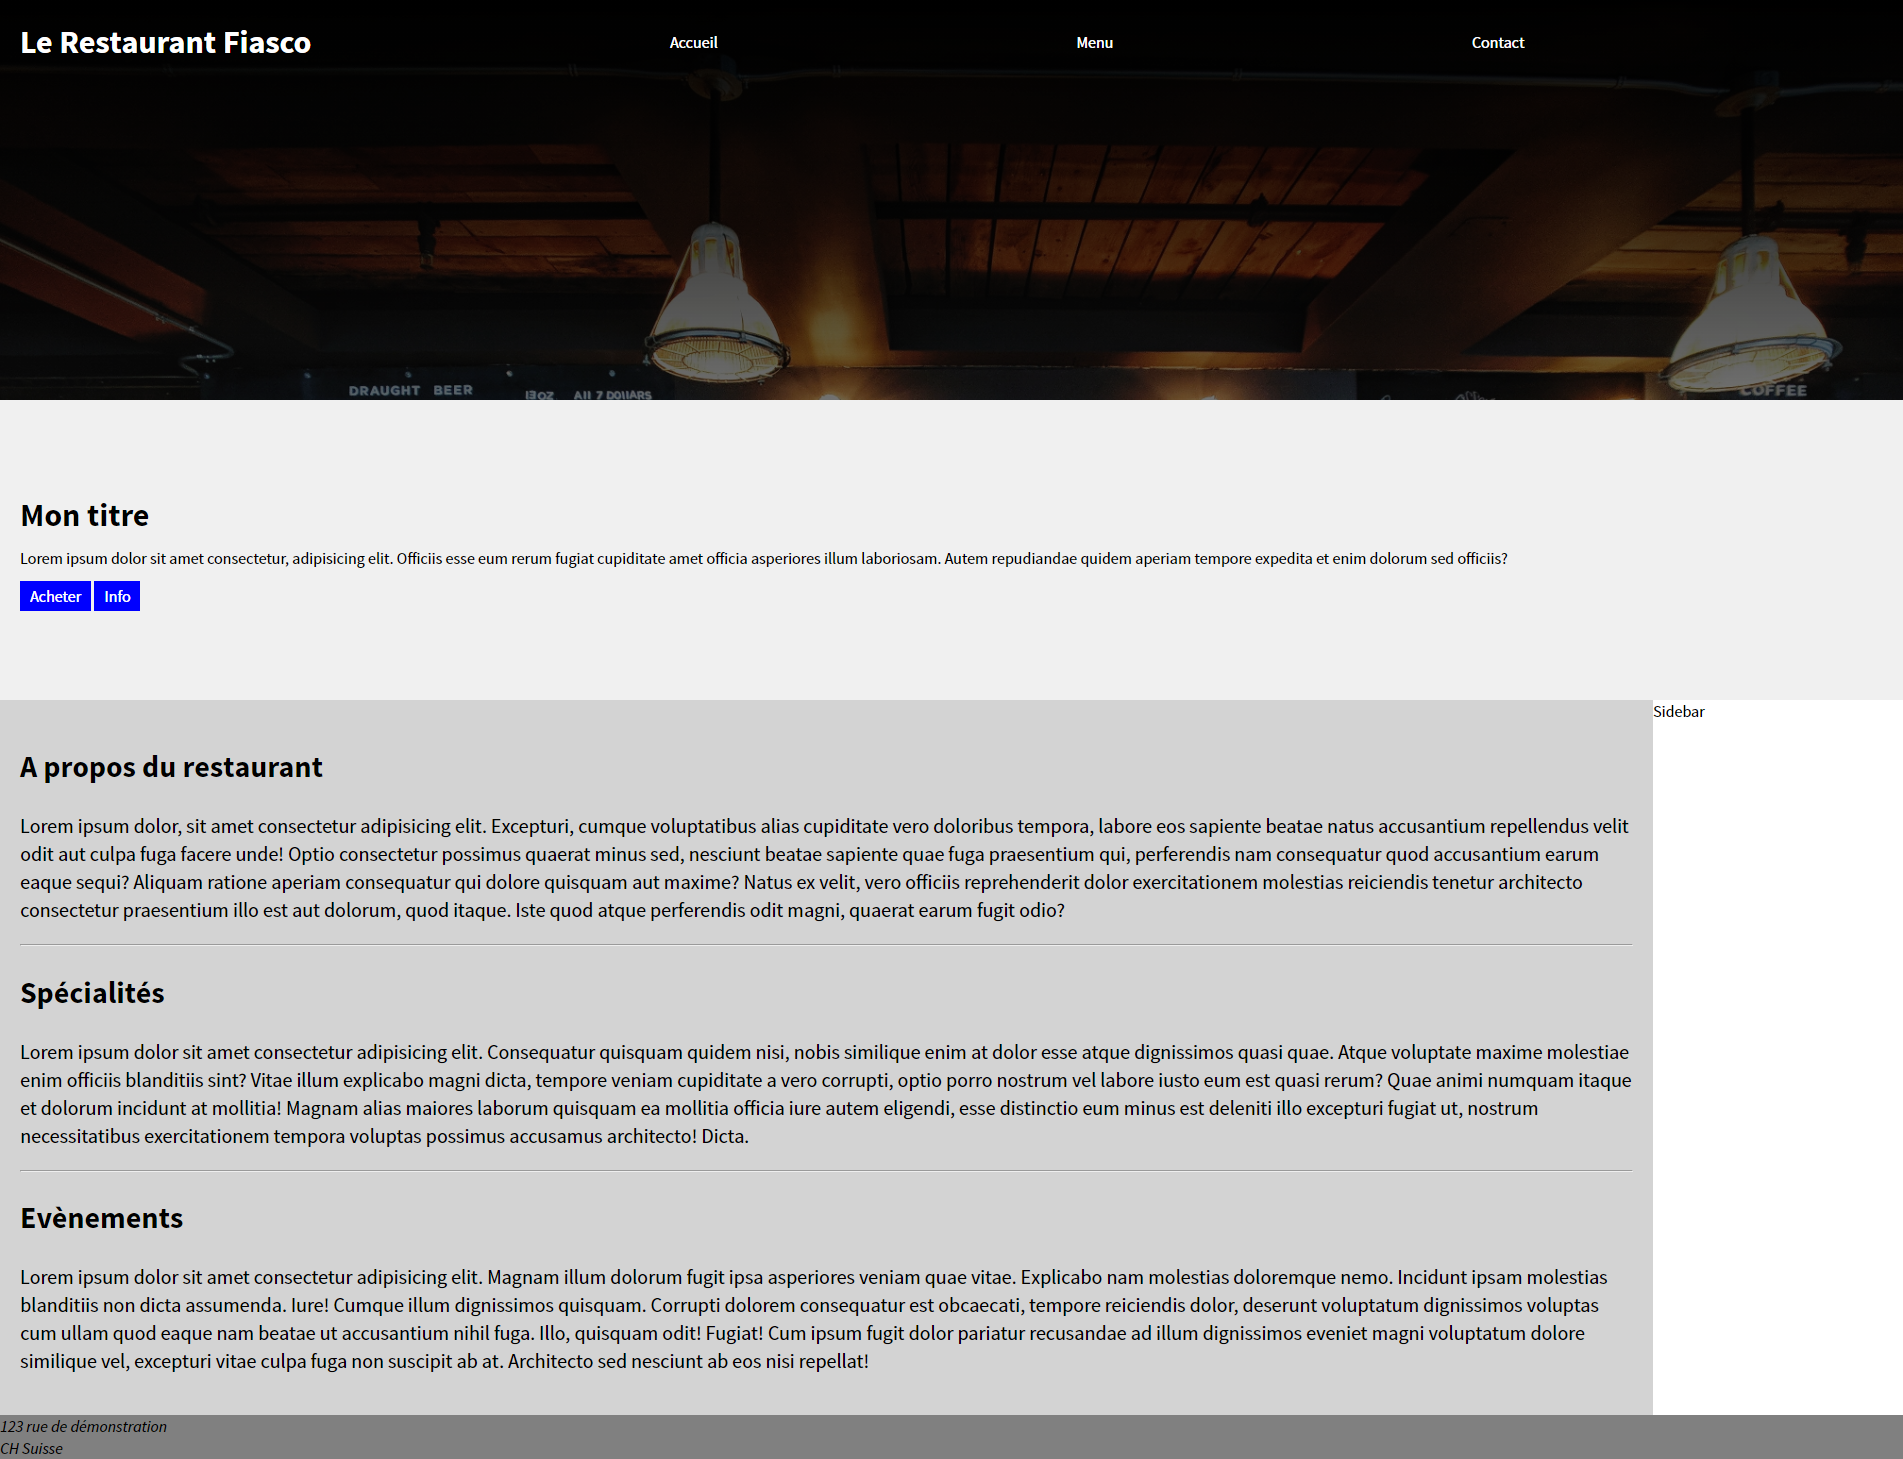 Le Restaurant Fiasco
Accueil
Menu
Contact
DRAUGHT BEER
COFFEE
Mon titre
Lorem ipsum dolor sit amet consectetur, adipisicing elit. Officiis esse eum rerum fugiat cupiditate amet officia asperiores illum laboriosam. Autem repudiandae quidem aperiam tempore expedita et enim dolorum sed officiis?
Acheter
Info
A propos du restaurant
Lorem ipsum dolor, sit amet consectetur adipisicing elit. Excepturi, cumque voluptatibus alias cupiditate vero doloribus tempora, labore eos sapiente beatae natus accusantium repellendus velit
odit aut culpa fuga facere unde! Optio consectetur possimus quaerat minus sed, nesciunt beatae sapiente quae fuga praesentium qui, perferendis nam consequatur quod accusantium earum
eaque sequi? Aliquam ratione aperiam consequatur qui dolore quisquam aut maxime? Natus ex velit, vero officiis reprehenderit dolor exercitationem molestias reiciendis tenetur architecto
consectetur praesentium illo est aut dolorum, quod itaque. Iste quod atque perferendis odit magni, quaerat earum fugit odio?
Spécialités
Lorem ipsum dolor sit amet consectetur adipisicing elit. Consequatur quisquam quidem nisi, nobis similique enim at dolor esse atque dignissimos quasi quae. Atque voluptate maxime molestiae
enim officiis blanditiis sint? Vitae illum explicabo magni dicta, tempore veniam cupiditate a vero corrupti, optio porro nostrum vel labore iusto eum est quasi rerum? Quae animi numquam itaque
et dolorum incidunt at mollitia! Magnam alias maiores laborum quisquam ea mollitia officia iure autem eligendi, esse distinctio eum minus est deleniti illo excepturi fugiat ut, nostrum
necessitatibus exercitationem tempora voluptas possimus accusamus architecto! Dicta.
Evènements
Lorem ipsum dolor sit amet consectetur adipisicing elit. Magnam illum dolorum fugit ipsa asperiores veniam quae vitae. Explicabo nam molestias doloremque nemo. Incidunt ipsam molestias
blanditiis non dicta assumenda. Iure! Cumque illum dignissimos quisquam. Corrupti dolorem consequatur est obcaecati, tempore reiciendis dolor, deserunt voluptatum dignissimos voluptas
cum ullam quod eaque nam beatae ut accusantium nihil fuga. Illo, quisquam odit! Fugiat! Cum ipsum fugit dolor pariatur recusandae ad illum dignissimos eveniet magni voluptatum dolore
similique vel, excepturi vitae culpa fuga non suscipit ab at. Architecto sed nesciunt ab eos nisi repellat!
Sidebar
123 rue de démonstration
CH Suisse